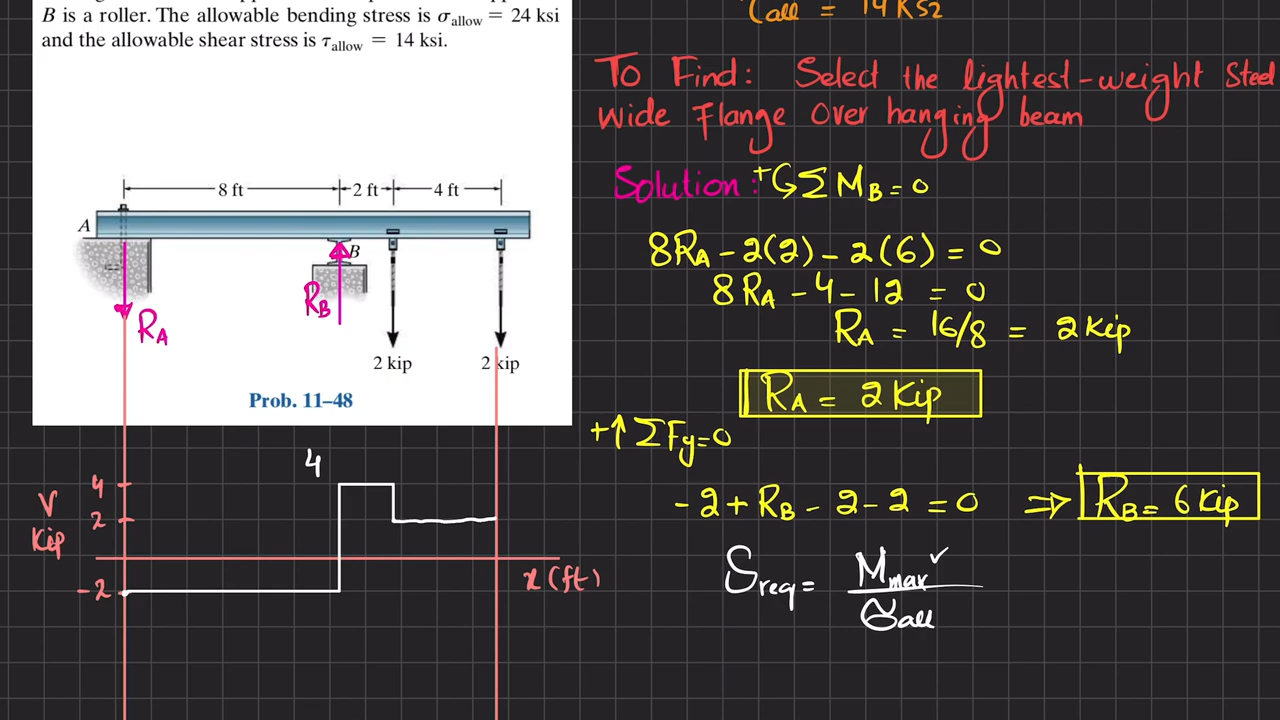 B is a roller. The allowable bending stress is σallow = 24 ksi
and the allowable shear stress is τallow = 14 ksi.
8 ft
2 ft
4 ft
A
B
RA
RB
2 kip
2 kip
Prob. 11–48
V
Kip
4
2
-2
4
x (ft)
τall = 14 KSI
To Find: Select the lightest-weight Steel
Wide Flange Over hanging beam
Solution: +↺ ΣMB = 0
8RA - 2(2) - 2(6) = 0
8RA - 4 - 12 = 0
RA = 16/8 = 2 Kip
RA = 2 Kip
+↑ ΣFy = 0
-2 + RB - 2 - 2 = 0 ⇒ RB = 6 Kip
Sreq = Mmax ✓
σall